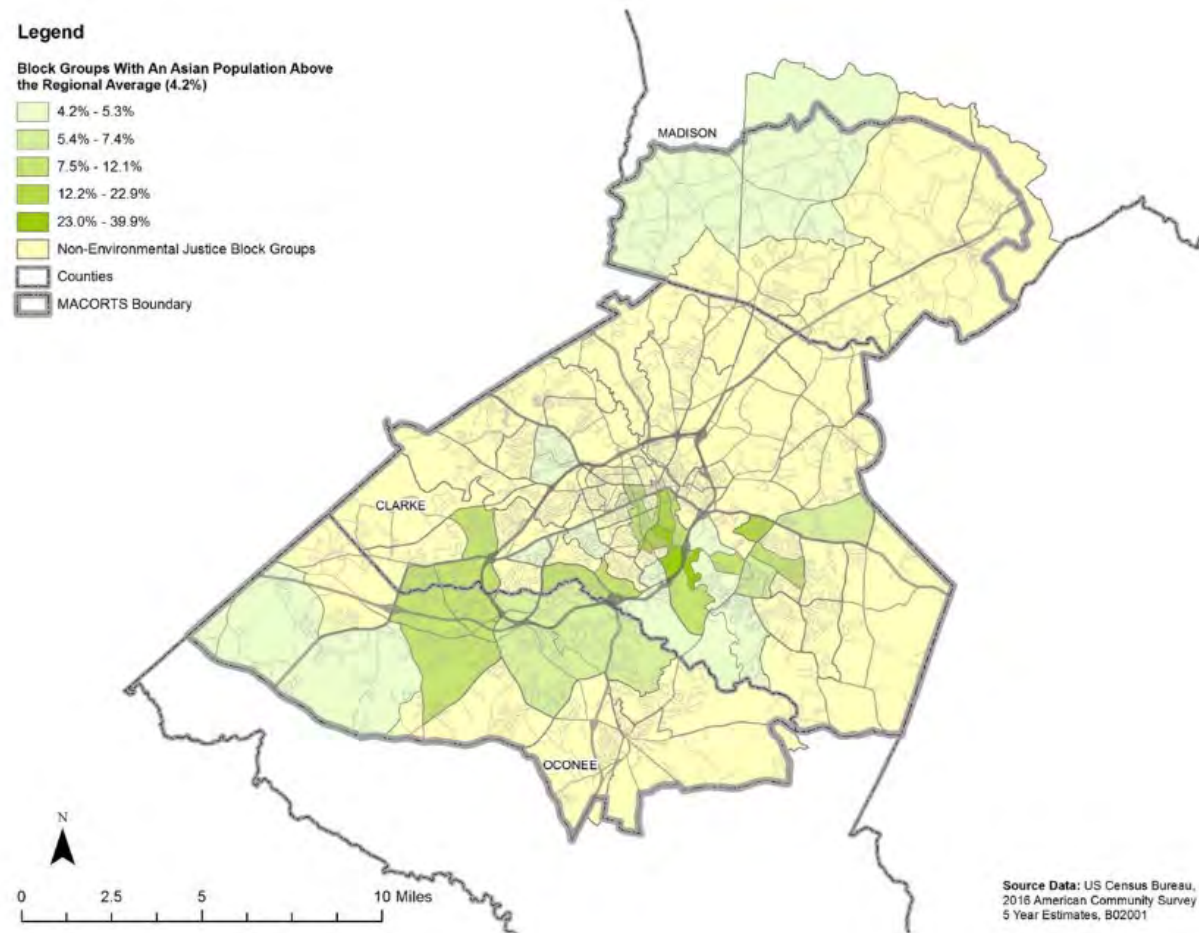 Legend
Block Groups With An Asian Population Above
the Regional Average (4.2%)
4.2% - 5.3%
5.4% - 7.4%
7.5% - 12.1%
12.2% - 22.9%
23.0% - 39.9%
Non-Environmental Justice Block Groups
Counties
MACORTS Boundary
MADISON
CLARKE
OCONEE
N
0 2.5 5 10 Miles
Source Data: US Census Bureau,
2016 American Community Survey
5 Year Estimates, B02001